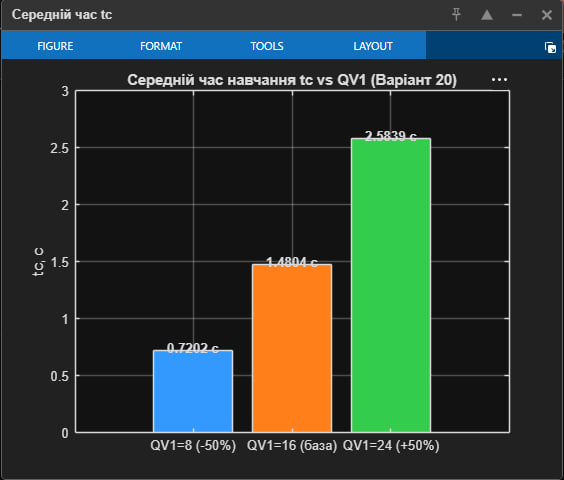 Середній час tc
FIGURE FORMAT TOOLS LAYOUT
Середній час навчання tc vs QV1 (Варіант 20)
3
2.5
2
1.5
1
0.5
0
tc, с
2.5839 с
1.4804 с
0.7202 с
QV1=8 (-50%) QV1=16 (база) QV1=24 (+50%)